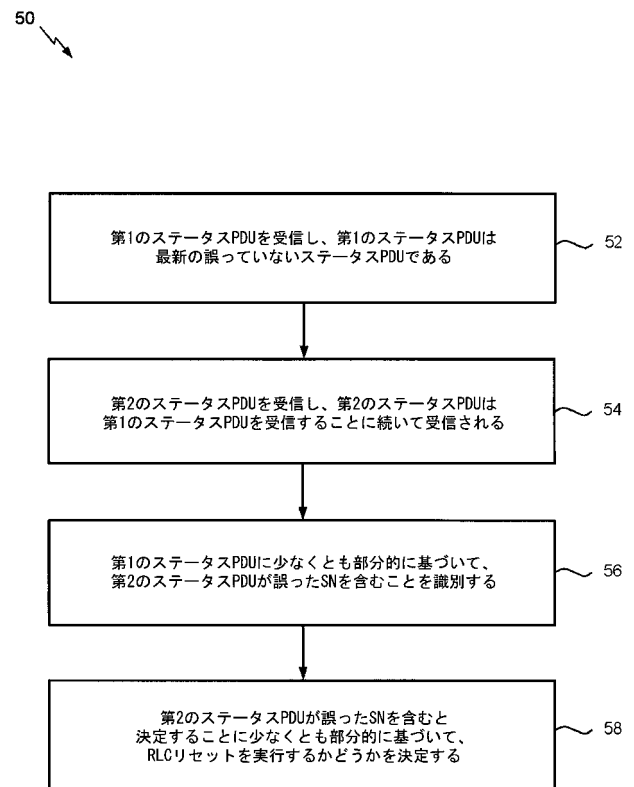 50
第1のステータスPDUを受信し、第1のステータスPDUは
最新の誤っていないステータスPDUである
52
第2のステータスPDUを受信し、第2のステータスPDUは
第1のステータスPDUを受信することに続いて受信される
54
第1のステータスPDUに少なくとも部分的に基づいて、
第2のステータスPDUが誤ったSNを含むことを識別する
56
第2のステータスPDUが誤ったSNを含むと
決定することに少なくとも部分的に基づいて、
RLCリセットを実行するかどうかを決定する
58